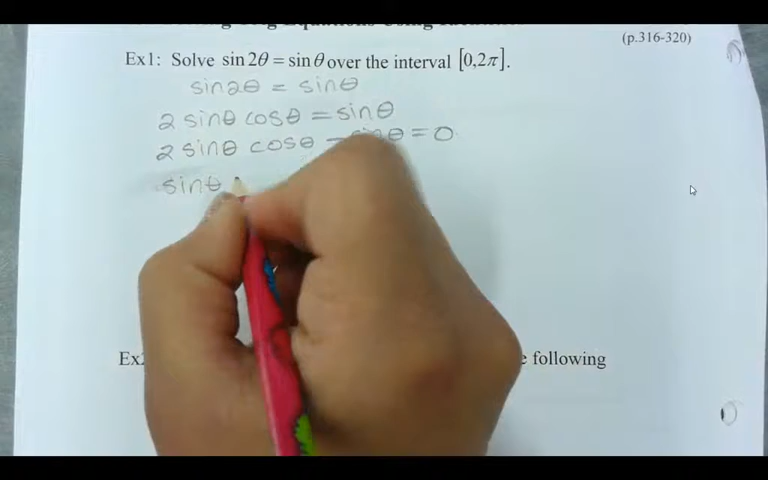 (p.316-320)
Ex1: Solve sin 2θ = sin θ over the interval [0,2π].
sin2θ = sinθ
2 sinθ cosθ = sinθ
2 sinθ cosθ - sinθ = 0
sinθ
following